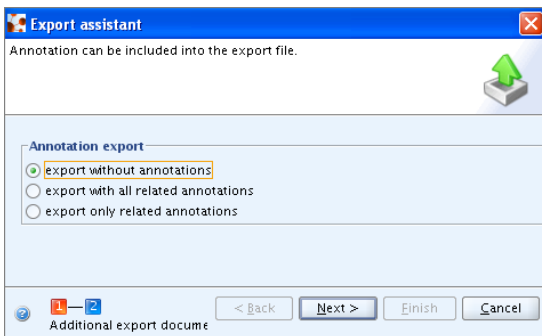 Export assistant
Annotation can be included into the export file.
Annotation export
export without annotations
export with all related annotations
export only related annotations
1 2
Additional export docume
< Back Next > Finish Cancel